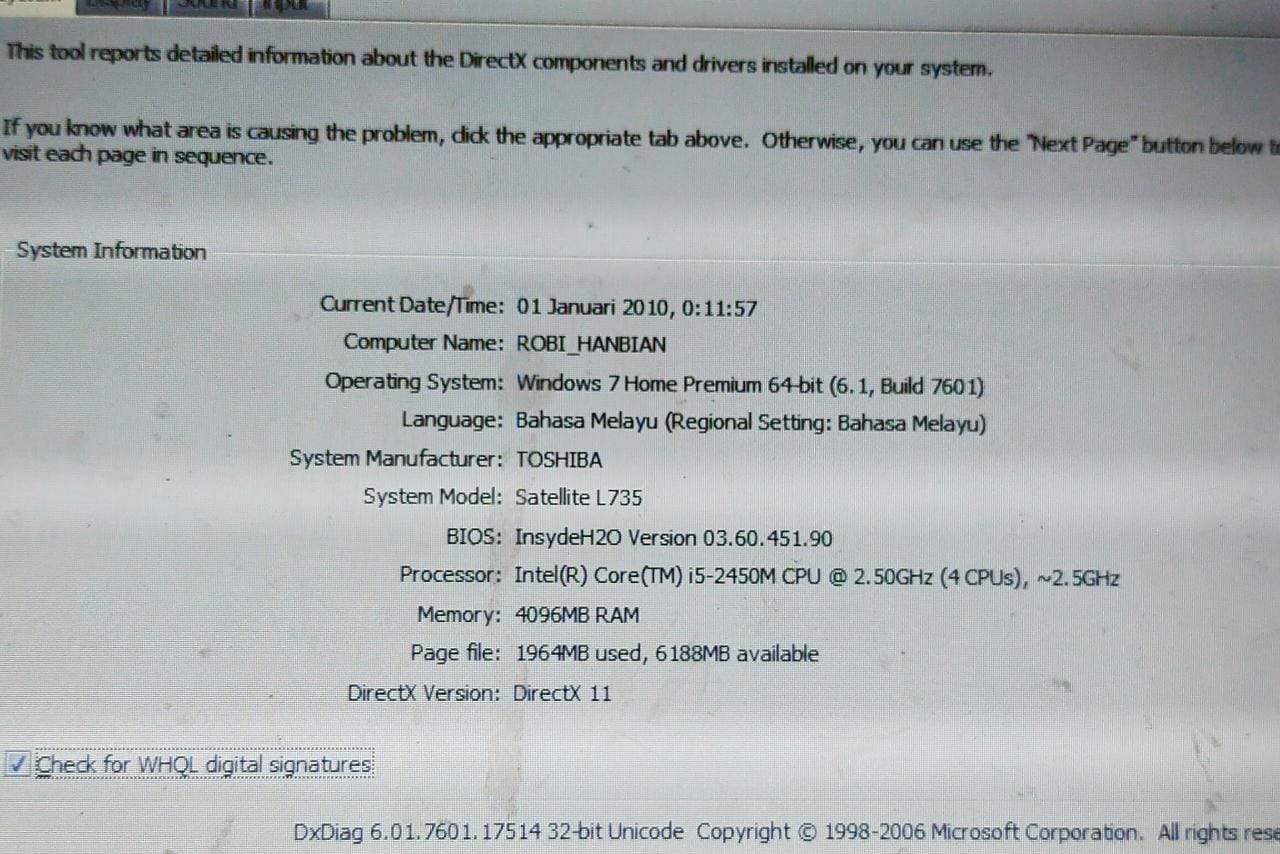 Display Sound Input
This tool reports detailed information about the DirectX components and drivers installed on your system.
If you know what area is causing the problem, click the appropriate tab above. Otherwise, you can use the "Next Page" button below
visit each page in sequence.
System Information
Current Date/Time: 01 Januari 2010, 0:11:57
Computer Name: ROBI_HANBIAN
Operating System: Windows 7 Home Premium 64-bit (6.1, Build 7601)
Language: Bahasa Melayu (Regional Setting: Bahasa Melayu)
System Manufacturer: TOSHIBA
System Model: Satellite L735
BIOS: InsydeH2O Version 03.60.451.90
Processor: Intel(R) Core(TM) i5-2450M CPU @ 2.50GHz (4 CPUs), ~2.5GHz
Memory: 4096MB RAM
Page file: 1964MB used, 6188MB available
DirectX Version: DirectX 11
Check for WHQL digital signatures
DxDiag 6.01.7601.17514 32-bit Unicode Copyright © 1998-2006 Microsoft Corporation. All rights rese